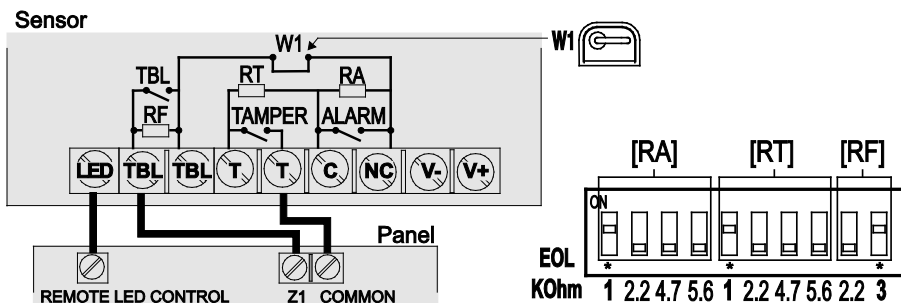 Sensor
W1
W1
TBL
RT
RA
RF
TAMPER
ALARM
LED TBL TBL T T C NC V- V+
Panel
REMOTE LED CONTROL Z1 COMMON
[RA] [RT] [RF]
ON
EOL
* * *
KOhm 1 2.2 4.7 5.6 1 2.2 4.7 5.6 2.2 3